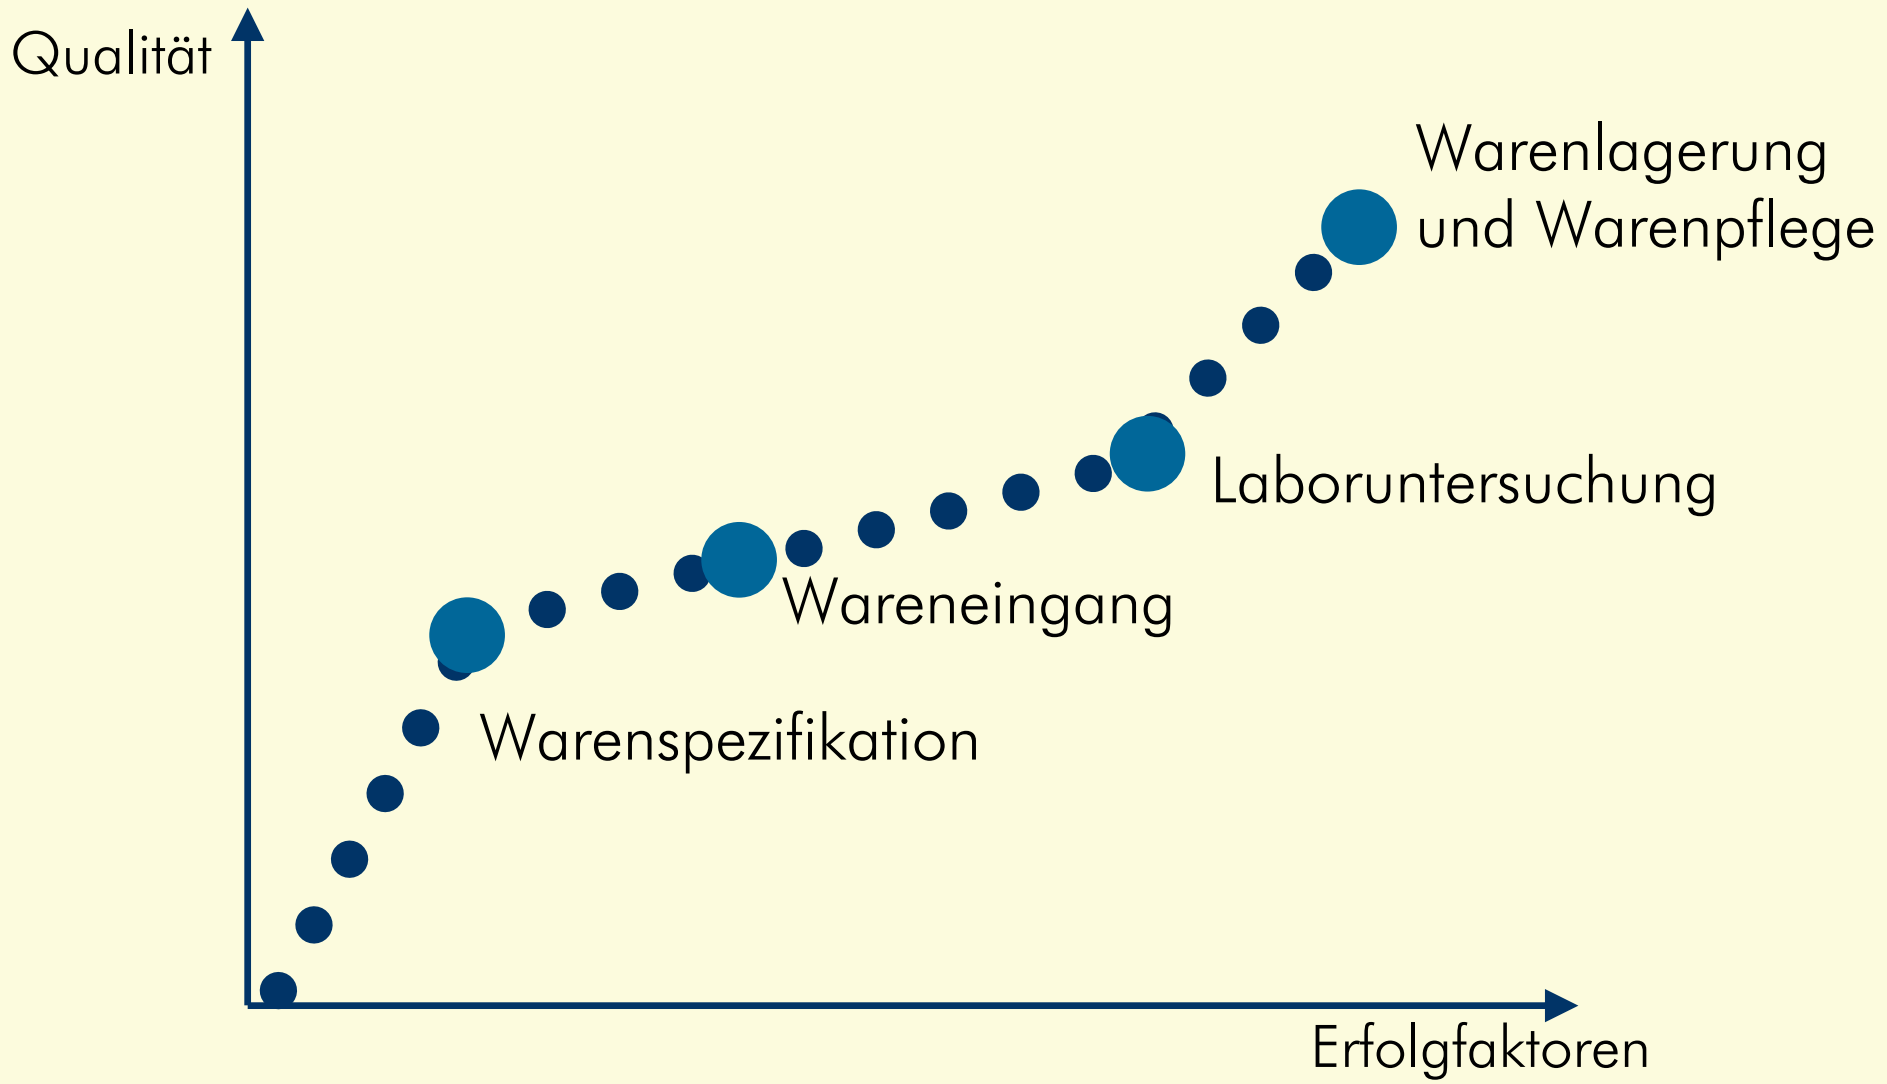 Qualität
Warenlagerung
und Warenpflege
Laboruntersuchung
Wareneingang
Warenspezifikation
Erfolgfaktoren